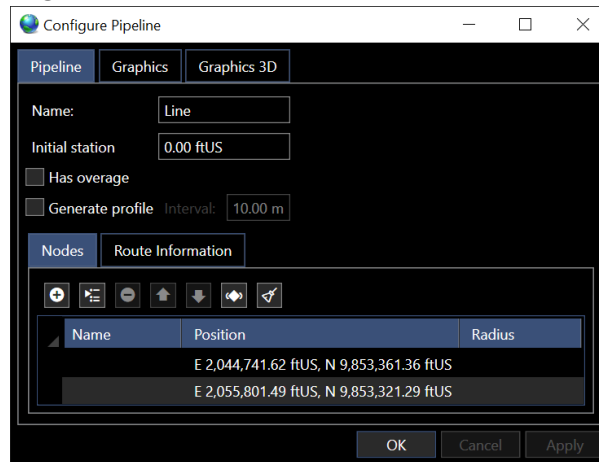 Configure Pipeline
Pipeline Graphics Graphics 3D
Name: Line
Initial station 0.00 ftUS
Has overage
Generate profile Interval: 10.00 m
Nodes Route Information
Name Position Radius
E 2,044,741.62 ftUS, N 9,853,361.36 ftUS
E 2,055,801.49 ftUS, N 9,853,321.29 ftUS
OK Cancel Apply